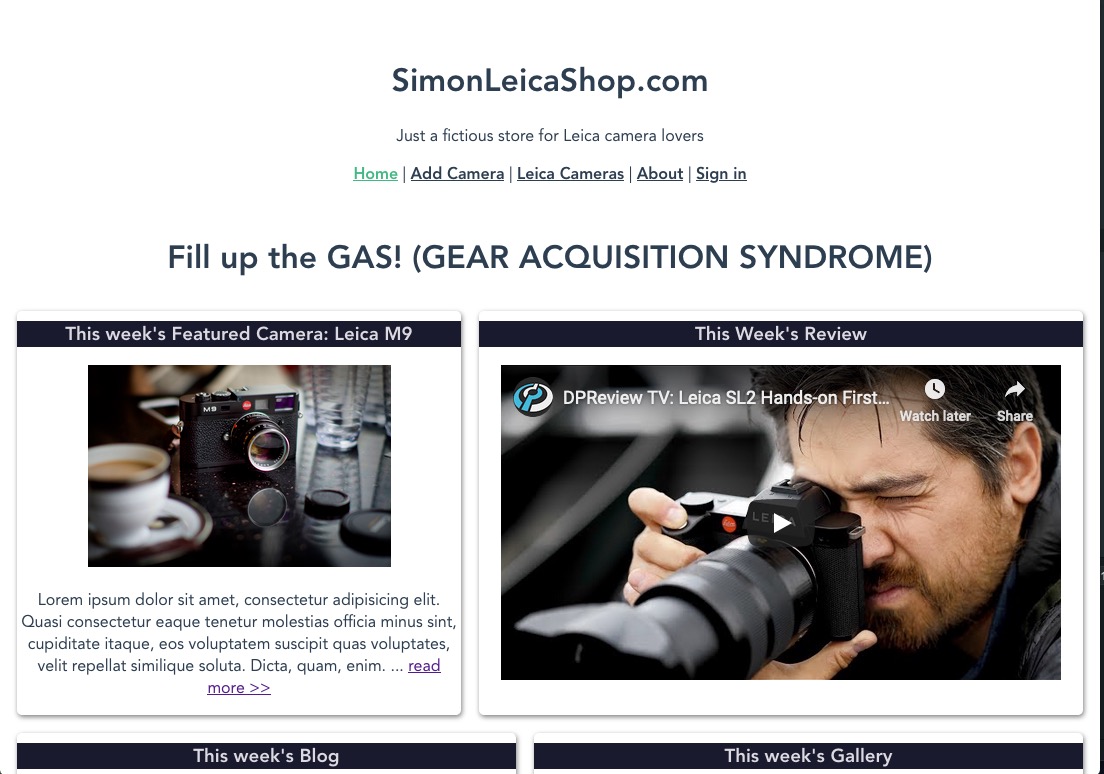 SimonLeicaShop.com
Just a fictious store for Leica camera lovers
Home | Add Camera | Leica Cameras | About | Sign in
Fill up the GAS! (GEAR ACQUISITION SYNDROME)
This week's Featured Camera: Leica M9
M9
Lorem ipsum dolor sit amet, consectetur adipisicing elit.
Quasi consectetur eaque tenetur molestias officia minus sint,
cupiditate itaque, eos voluptatem suscipit quas voluptates,
velit repellat similique soluta. Dicta, quam, enim. ... read
more >>
This Week's Review
DPReview TV: Leica SL2 Hands-on First...
Watch later
Share
LEICA
This week's Blog
This week's Gallery